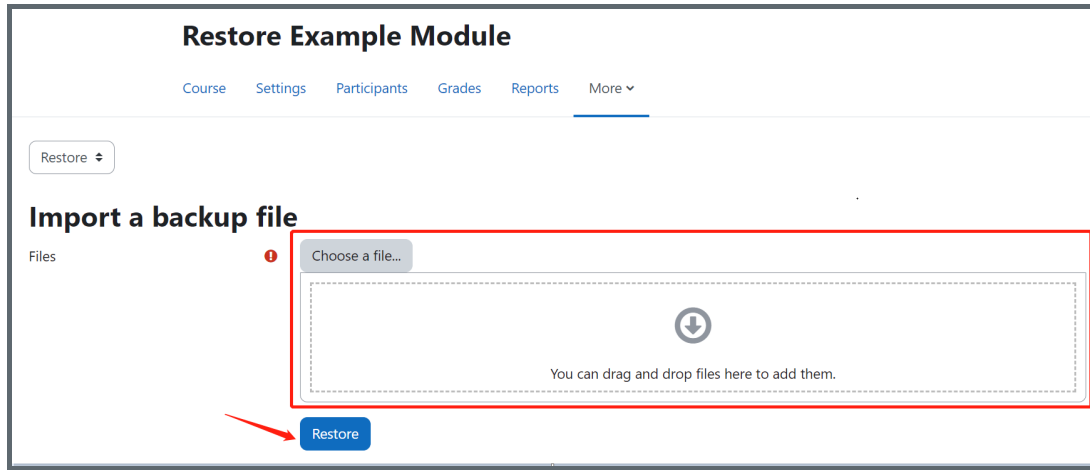 Restore Example Module
Course Settings Participants Grades Reports More
Restore
Import a backup file
Files
Choose a file...
You can drag and drop files here to add them.
Restore